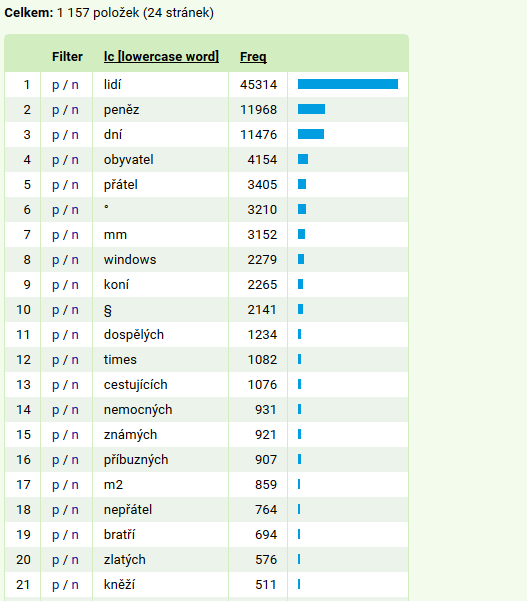 Celkem: 1 157 položek (24 stránek)
Filter lc [lowercase word] Freq
1 p / n lidí 45314
2 p / n peněz 11968
3 p / n dní 11476
4 p / n obyvatel 4154
5 p / n přátel 3405
6 p / n ° 3210
7 p / n mm 3152
8 p / n windows 2279
9 p / n koní 2265
10 p / n § 2141
11 p / n dospělých 1234
12 p / n times 1082
13 p / n cestujících 1076
14 p / n nemocných 931
15 p / n známých 921
16 p / n příbuzných 907
17 p / n m2 859
18 p / n nepřátel 764
19 p / n bratří 694
20 p / n zlatých 576
21 p / n kněží 511